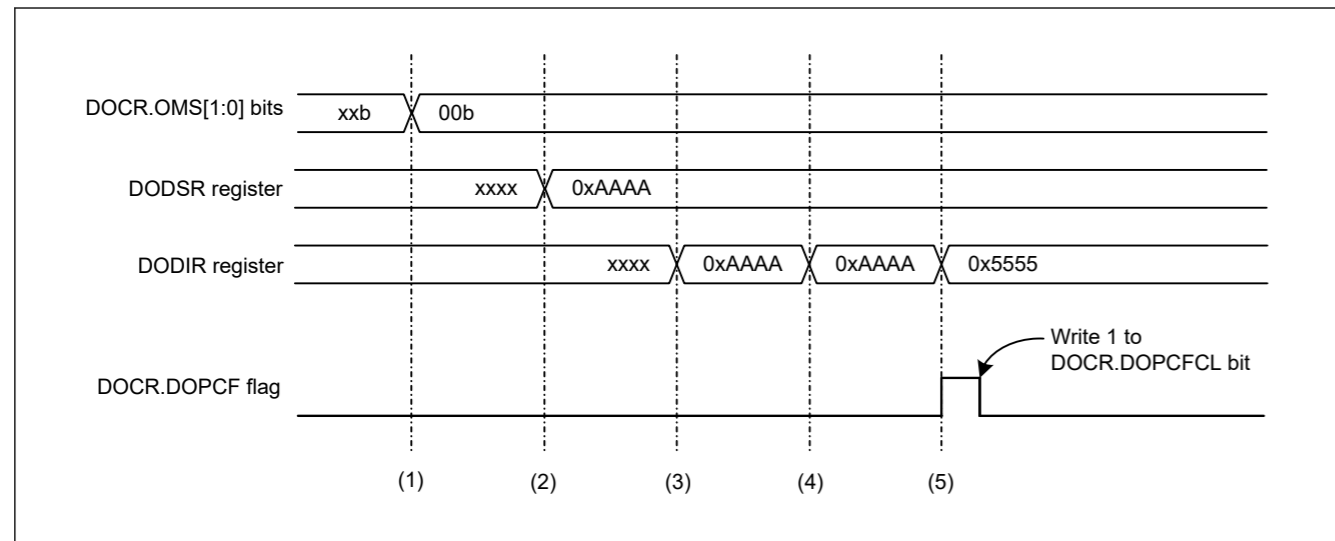 DOCR.OMS[1:0] bits
xxb
00b
DODSR register
xxxx
0xAAAA
DODIR register
xxxx
0xAAAA
0xAAAA
0x5555
Write 1 to
DOCR.DOPCFCL bit
DOCR.DOPCF flag
(1)
(2)
(3)
(4)
(5)